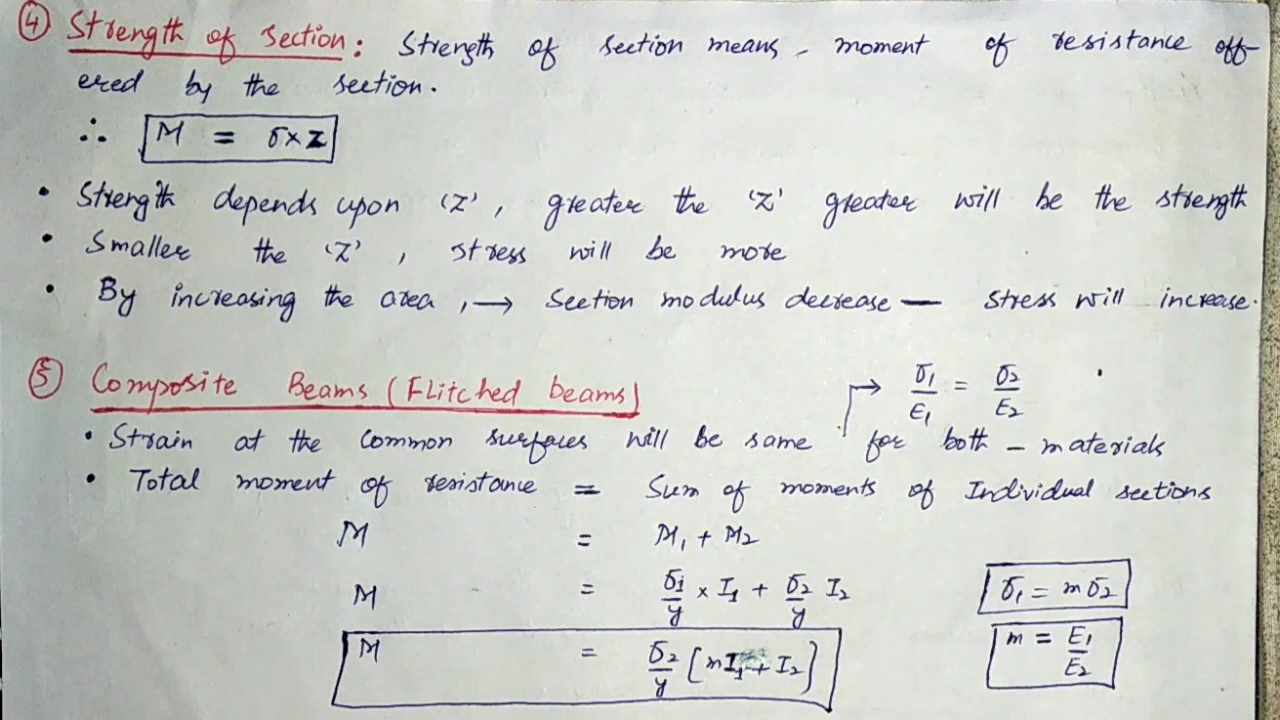 ④ Strength of Section : Strength of section means - moment of resistance off-
ered by the section.
∴ M = σ × Z
• Strength depends upon 'Z', greater the 'Z' greater will be the strength
• Smaller the 'Z', stress will be more
• By increasing the area, → Section modulus decrease — stress will increase.
⑤ Composite Beams (Flitched beams)
→ σ1/E1 = σ2/E2
• Strain at the common surfaces will be same for both - materials
• Total moment of resistance = Sum of moments of Individual sections
M = M1 + M2
M = σ1/y × I1 + σ2/y I2
σ1 = mσ2
M = σ2/y [mI1 + I2]
m = E1/E2